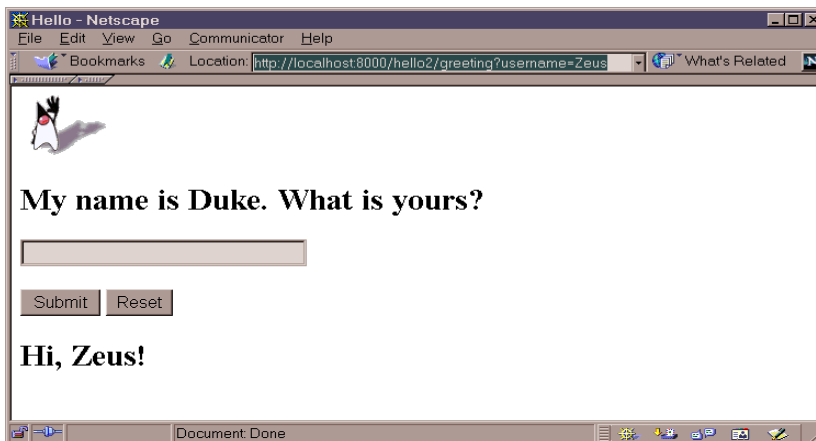 Hello - Netscape
File Edit View Go Communicator Help
Bookmarks Location: http://localhost:8000/hello2/greeting?username=Zeus What's Related N
My name is Duke. What is yours?
Submit Reset
Hi, Zeus!
Document: Done